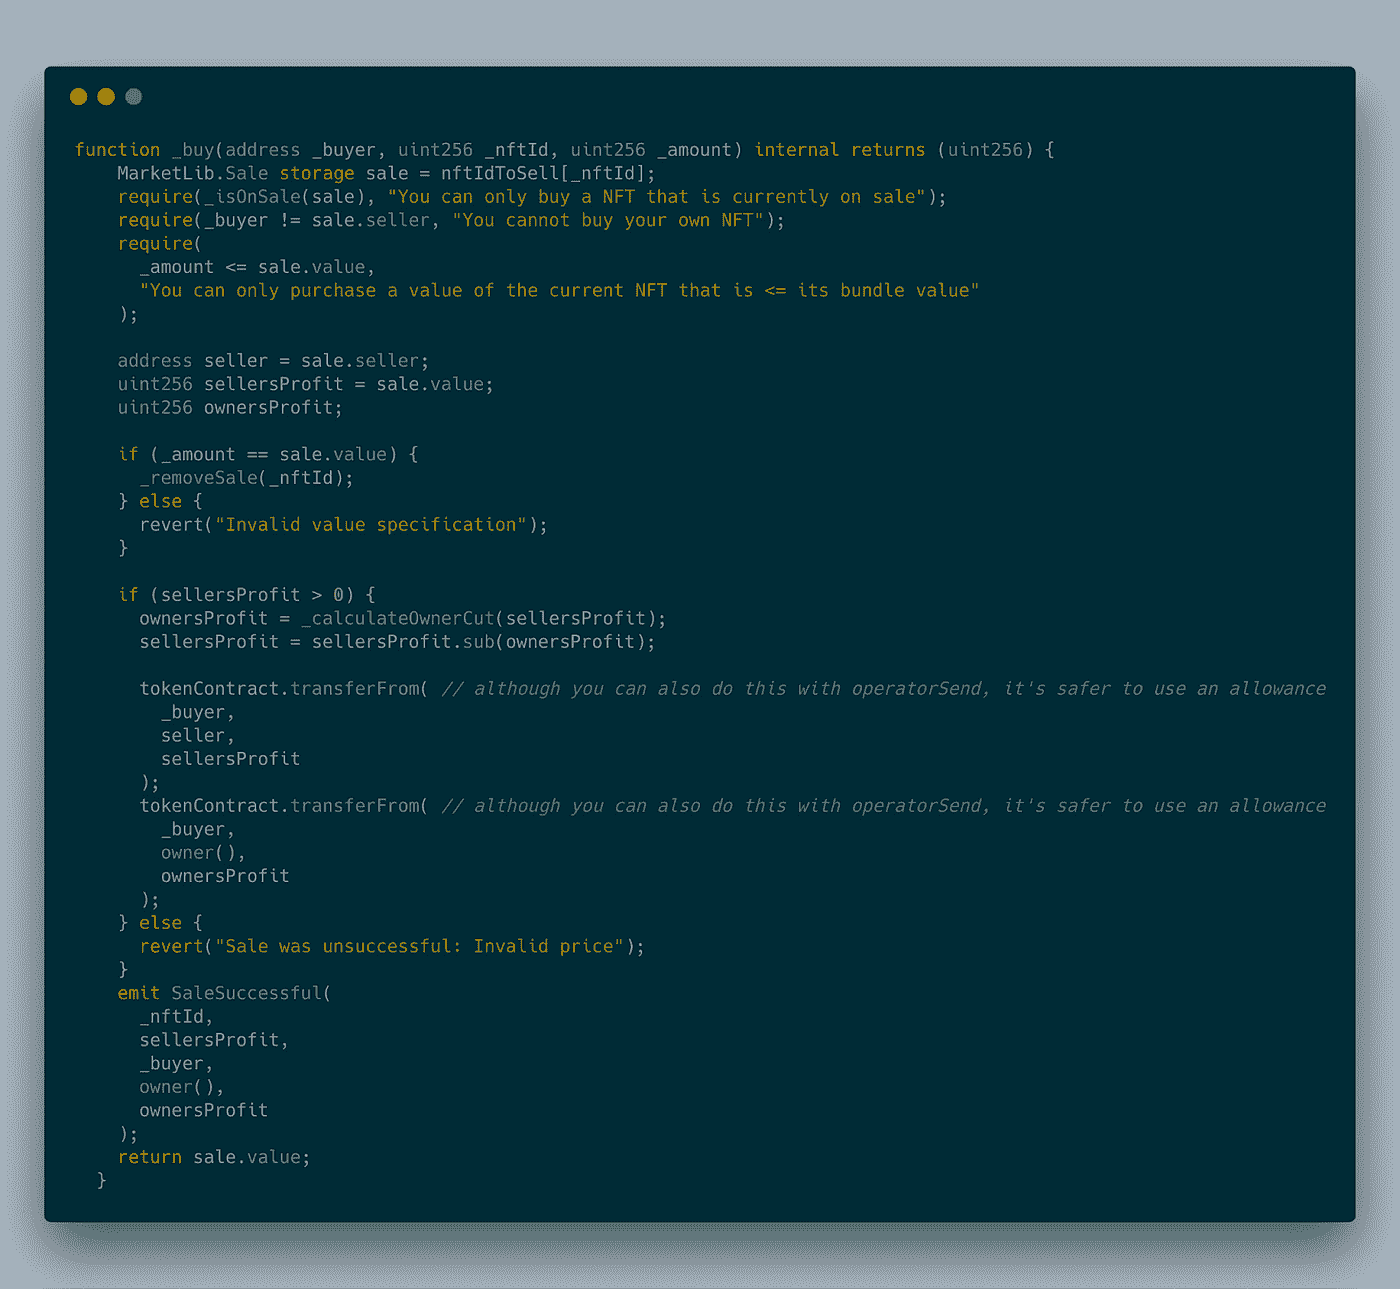 function _buy(address _buyer, uint256 _nftId, uint256 _amount) internal returns (uint256) {
    MarketLib.Sale storage sale = nftIdToSell[_nftId];
    require(_isOnSale(sale), "You can only buy a NFT that is currently on sale");
    require(_buyer != sale.seller, "You cannot buy your own NFT");
    require(
      _amount <= sale.value,
      "You can only purchase a value of the current NFT that is <= its bundle value"
    );

    address seller = sale.seller;
    uint256 sellersProfit = sale.value;
    uint256 ownersProfit;

    if (_amount == sale.value) {
      _removeSale(_nftId);
    } else {
      revert("Invalid value specification");
    }

    if (sellersProfit > 0) {
      ownersProfit = _calculateOwnerCut(sellersProfit);
      sellersProfit = sellersProfit.sub(ownersProfit);

      tokenContract.transferFrom( // although you can also do this with operatorSend, it's safer to use an allowance
        _buyer,
        seller,
        sellersProfit
      );
      tokenContract.transferFrom( // although you can also do this with operatorSend, it's safer to use an allowance
        _buyer,
        owner(),
        ownersProfit
      );
    } else {
      revert("Sale was unsuccessful: Invalid price");
    }
    emit SaleSuccessful(
      _nftId,
      sellersProfit,
      _buyer,
      owner(),
      ownersProfit
    );
    return sale.value;
  }